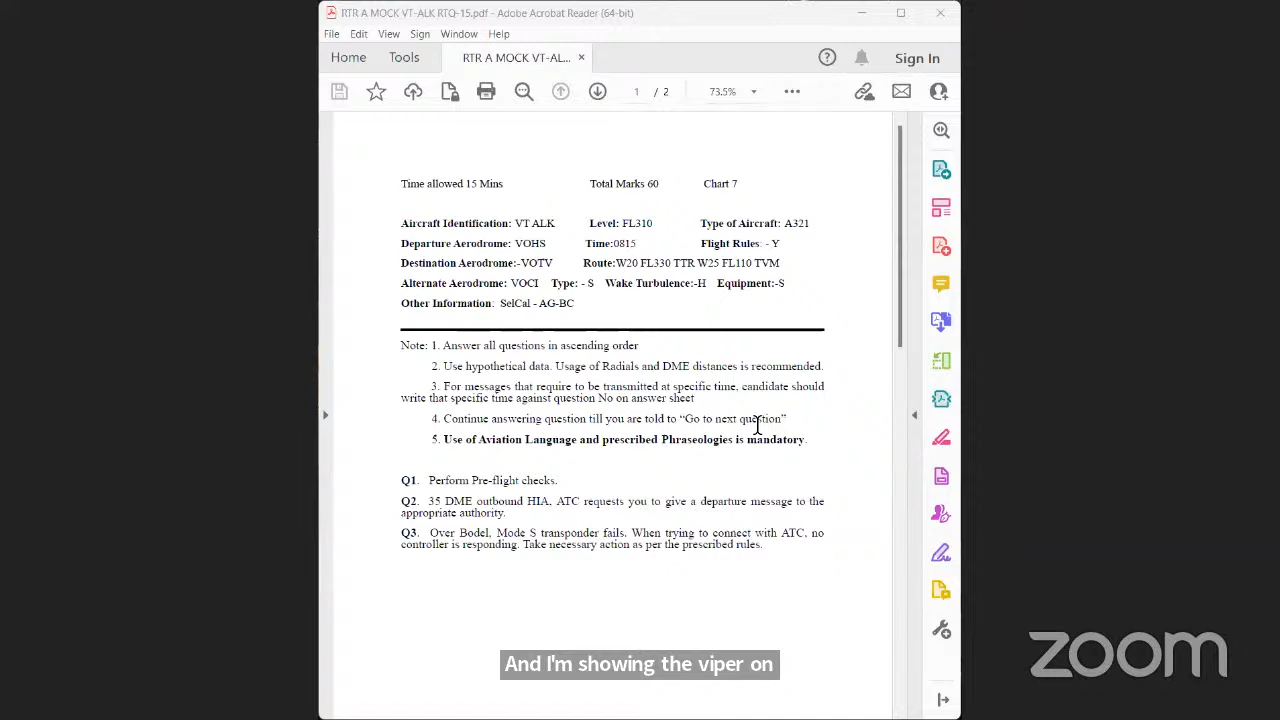 RTR A MOCK VT-ALK RTQ-15.pdf - Adobe Acrobat Reader (64-bit)
File Edit View Sign Window Help
Home Tools RTR A MOCK VT-AL... × Sign In
1 / 2 73.5%
Time allowed 15 Mins Total Marks 60 Chart 7
Aircraft Identification: VT ALK Level: FL310 Type of Aircraft: A321
Departure Aerodrome: VOHS Time:0815 Flight Rules: - Y
Destination Aerodrome:-VOTV Route:W20 FL330 TTR W25 FL110 TVM
Alternate Aerodrome: VOCI Type: - S Wake Turbulence:-H Equipment:-S
Other Information: SelCal - AG-BC
Note: 1. Answer all questions in ascending order
2. Use hypothetical data. Usage of Radials and DME distances is recommended.
3. For messages that require to be transmitted at specific time, candidate should
write that specific time against question No on answer sheet
4. Continue answering question till you are told to “Go to next question”
5. Use of Aviation Language and prescribed Phraseologies is mandatory.
Q1. Perform Pre-flight checks.
Q2. 35 DME outbound HIA, ATC requests you to give a departure message to the
appropriate authority.
Q3. Over Bodel, Mode S transponder fails. When trying to connect with ATC, no
controller is responding. Take necessary action as per the prescribed rules.
And I'm showing the viper on
zoom